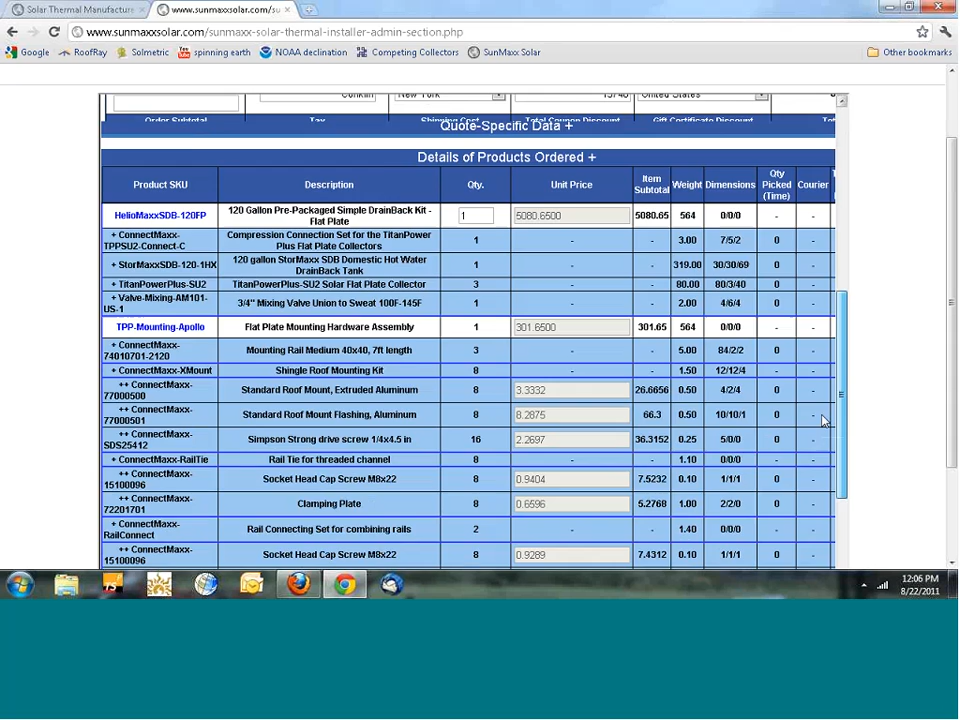 Solar Thermal Manufactur
www.sunmaxxsolar.com/su
www.sunmaxxsolar.com/sunmaxx-solar-thermal-installer-admin-section.php
Google RoofRay Solmetric spinning earth NOAA declination Competing Collectors SunMaxx Solar Other bookmarks
Conklin New York 13748 United States
Order Subtotal Tax Shipping Cost Total Coupon Discount Gift Certificate Discount Tot
Quote-Specific Data +
Details of Products Ordered +
Product SKU Description Qty. Unit Price Item Subtotal Weight Dimensions Qty Picked (Time) Courier
HelioMaxxSDB-120FP 120 Gallon Pre-Packaged Simple DrainBack Kit - Flat Plate 1 5080.6500 5080.65 564 0/0/0 - -
+ ConnectMaxx-TPPSU2-Connect-C Compression Connection Set for the TitanPower Plus Flat Plate Collectors 1 - - 3.00 7/5/2 0 -
+ StorMaxxSDB-120-1HX 120 gallon StorMaxx SDB Domestic Hot Water DrainBack Tank 1 - - 319.00 30/30/69 0 -
+ TitanPowerPlus-SU2 TitanPowerPlus-SU2 Solar Flat Plate Collector 3 - - 80.00 80/3/40 0 -
+ Valve-Mixing-AM101-US-1 3/4" Mixing Valve Union to Sweat 100F-145F 1 - - 2.00 4/6/4 0 -
TPP-Mounting-Apollo Flat Plate Mounting Hardware Assembly 1 301.6500 301.65 564 0/0/0 - -
+ ConnectMaxx-74010701-2120 Mounting Rail Medium 40x40, 7ft length 3 - - 5.00 84/2/2 0 -
+ ConnectMaxx-XMount Shingle Roof Mounting Kit 8 - - 1.50 12/12/4 - -
++ ConnectMaxx-77000500 Standard Roof Mount, Extruded Aluminum 8 3.3332 26.6656 0.50 4/2/4 0 -
++ ConnectMaxx-77000501 Standard Roof Mount Flashing, Aluminum 8 8.2875 66.3 0.50 10/10/1 0 -
++ ConnectMaxx-SDS25412 Simpson Strong drive screw 1/4x4.5 in 16 2.2697 36.3152 0.25 5/0/0 0 -
+ ConnectMaxx-RailTie Rail Tie for threaded channel 8 - - 1.10 0/0/0 - -
++ ConnectMaxx-15100096 Socket Head Cap Screw M8x22 8 0.9404 7.5232 0.10 1/1/1 0 -
++ ConnectMaxx-72201701 Clamping Plate 8 0.6596 5.2768 1.00 2/2/0 0 -
+ ConnectMaxx-RailConnect Rail Connecting Set for combining rails 2 - - 1.40 0/0/0 - -
++ ConnectMaxx-15100096 Socket Head Cap Screw M8x22 8 0.9289 7.4312 0.10 1/1/1 0 -
12:06 PM
8/22/2011